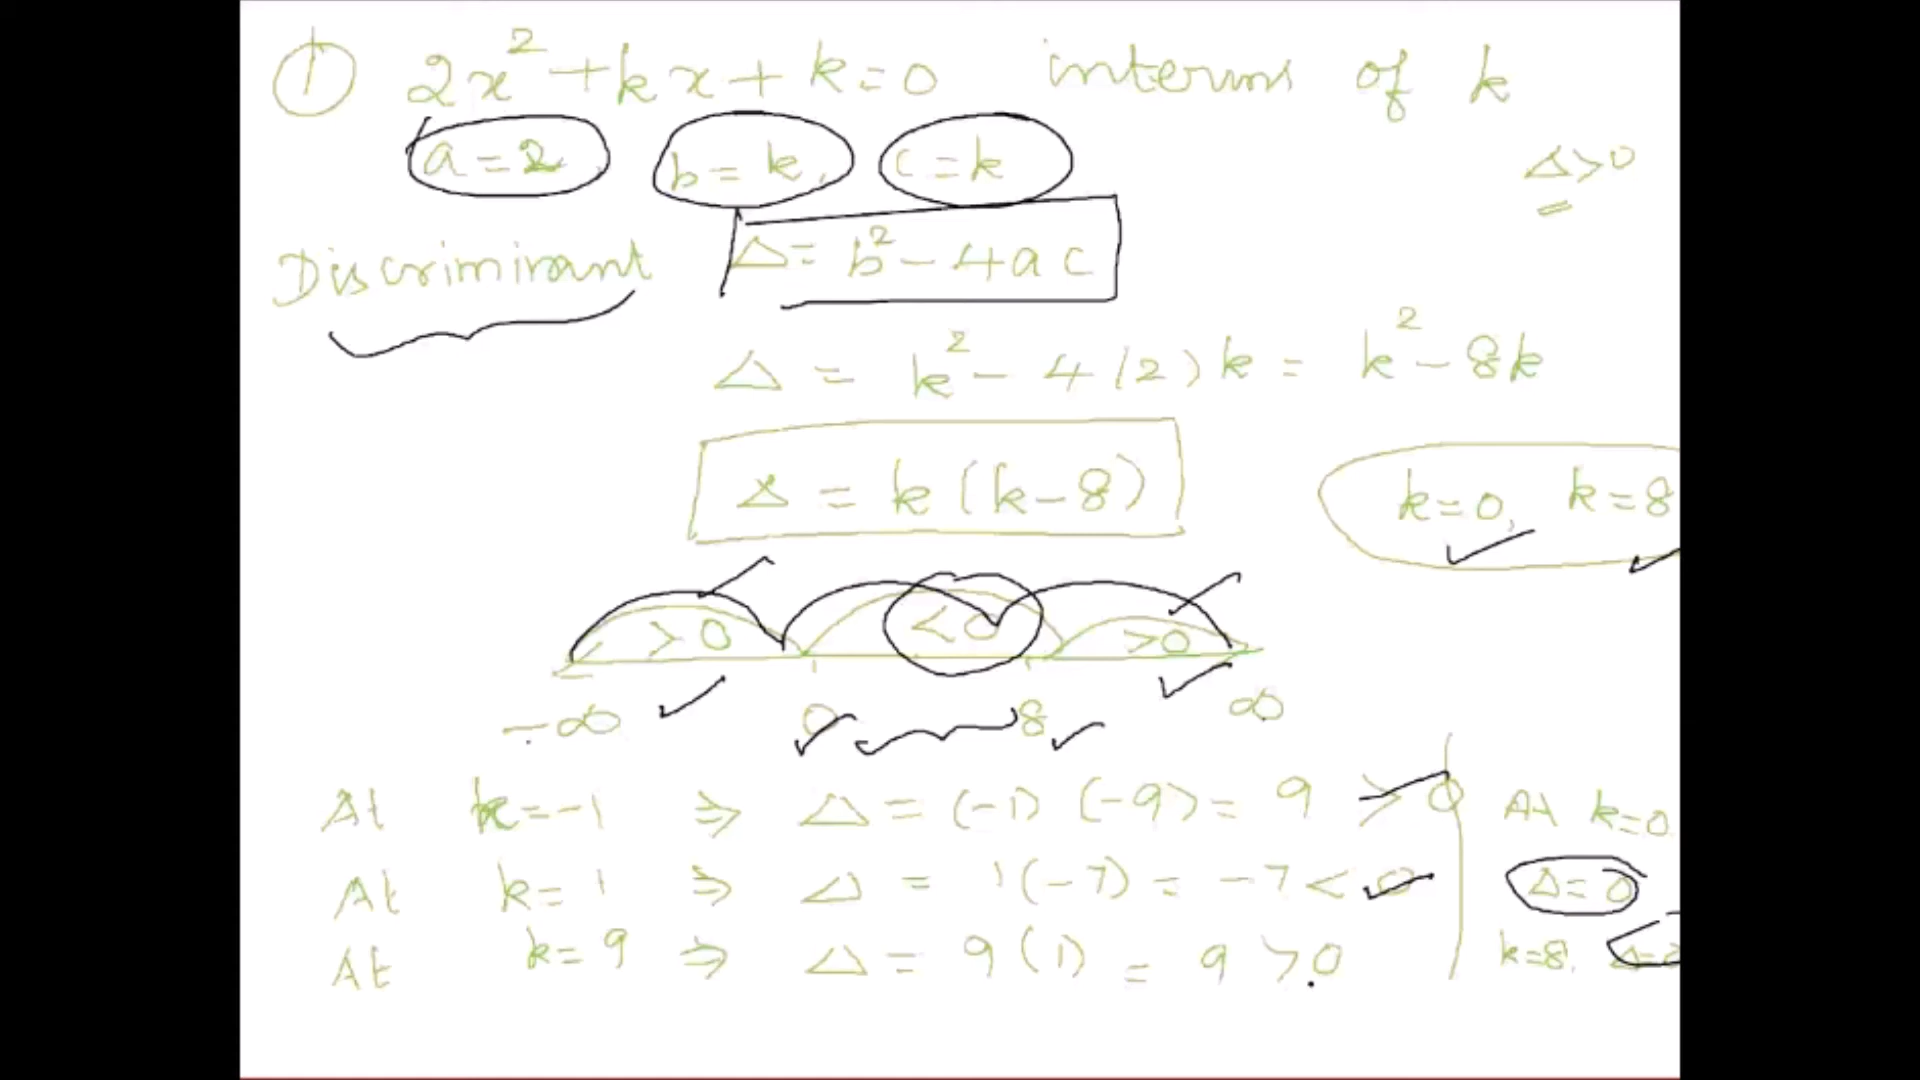 ① 2x² + kx + k = 0 interms of k
a = 2, b = k, c = k
Δ > 0
Discriminant Δ = b² - 4ac
Δ = k² - 4(2)k = k² - 8k
Δ = k(k - 8)
k = 0, k = 8
> 0 < 0 > 0
-∞ 0 8 ∞
At k = -1 ⇒ Δ = (-1)(-9) = 9 > 0
At k = 1 ⇒ Δ = 1(-7) = -7 < 0
At k = 9 ⇒ Δ = 9(1) = 9 > 0
At k = 0
Δ = 0
k = 8, Δ =